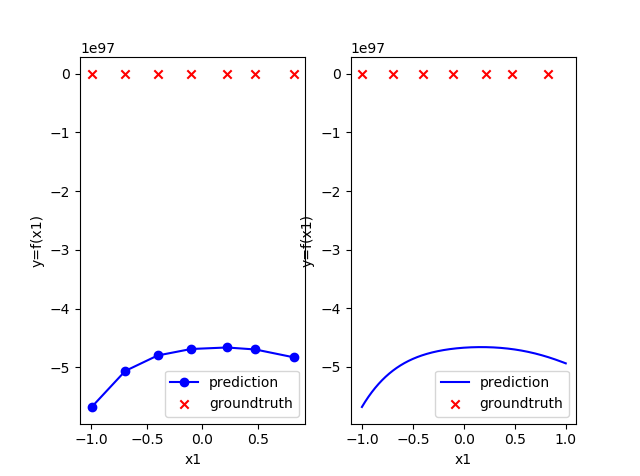 1e97
0
−1
−2
−3
−4
−5
y=f(x1)
−1.0
−0.5
0.0
0.5
x1
prediction
groundtruth
1e97
0
−1
−2
−3
−4
−5
y=f(x1)
−1.0
−0.5
0.0
0.5
1.0
x1
prediction
groundtruth